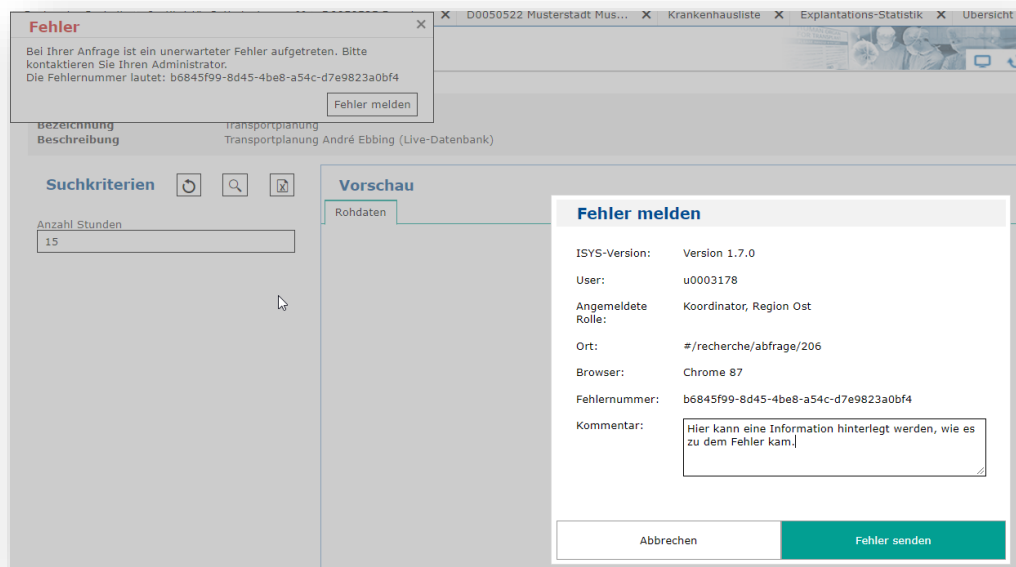 D0050522 Musterstadt Mus... X Krankenhausliste X Explantations-Statistik X Übersicht
Fehler
Bei Ihrer Anfrage ist ein unerwarteter Fehler aufgetreten. Bitte
kontaktieren Sie Ihren Administrator.
Die Fehlernummer lautet: b6845f99-8d45-4be8-a54c-d7e9823a0bf4
Fehler melden
Bezeichnung Transportplanung
Beschreibung Transportplanung André Ebbing (Live-Datenbank)
Suchkriterien
Vorschau
Rohdaten
Anzahl Stunden
15
Fehler melden
ISYS-Version: Version 1.7.0
User: u0003178
Angemeldete Koordinator, Region Ost
Rolle:
Ort: #/recherche/abfrage/206
Browser: Chrome 87
Fehlernummer: b6845f99-8d45-4be8-a54c-d7e9823a0bf4
Kommentar: Hier kann eine Information hinterlegt werden, wie es
zu dem Fehler kam.
Abbrechen Fehler senden